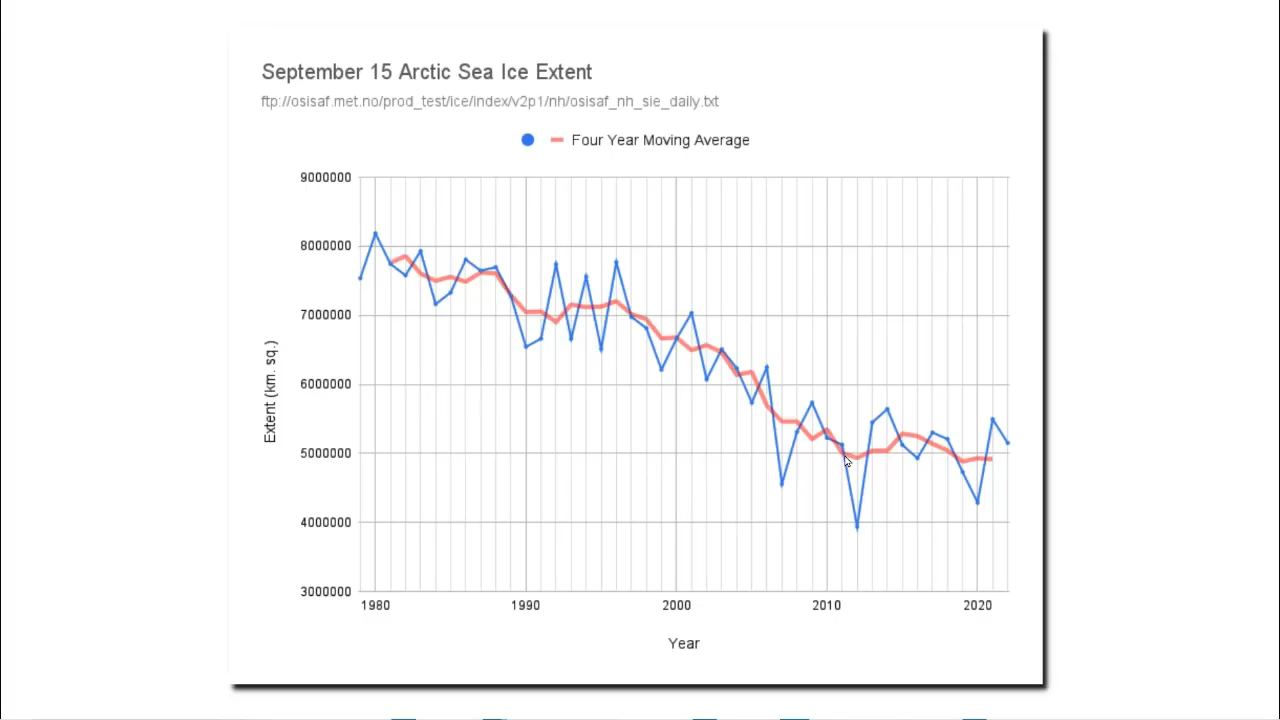 September 15 Arctic Sea Ice Extent
ftp://osisaf.met.no/prod_test/ice/index/v2p1/nh/osisaf_nh_sie_daily.txt
Four Year Moving Average
9000000
8000000
7000000
6000000
5000000
4000000
3000000
Extent (km. sq.)
1980 1990 2000 2010 2020
Year